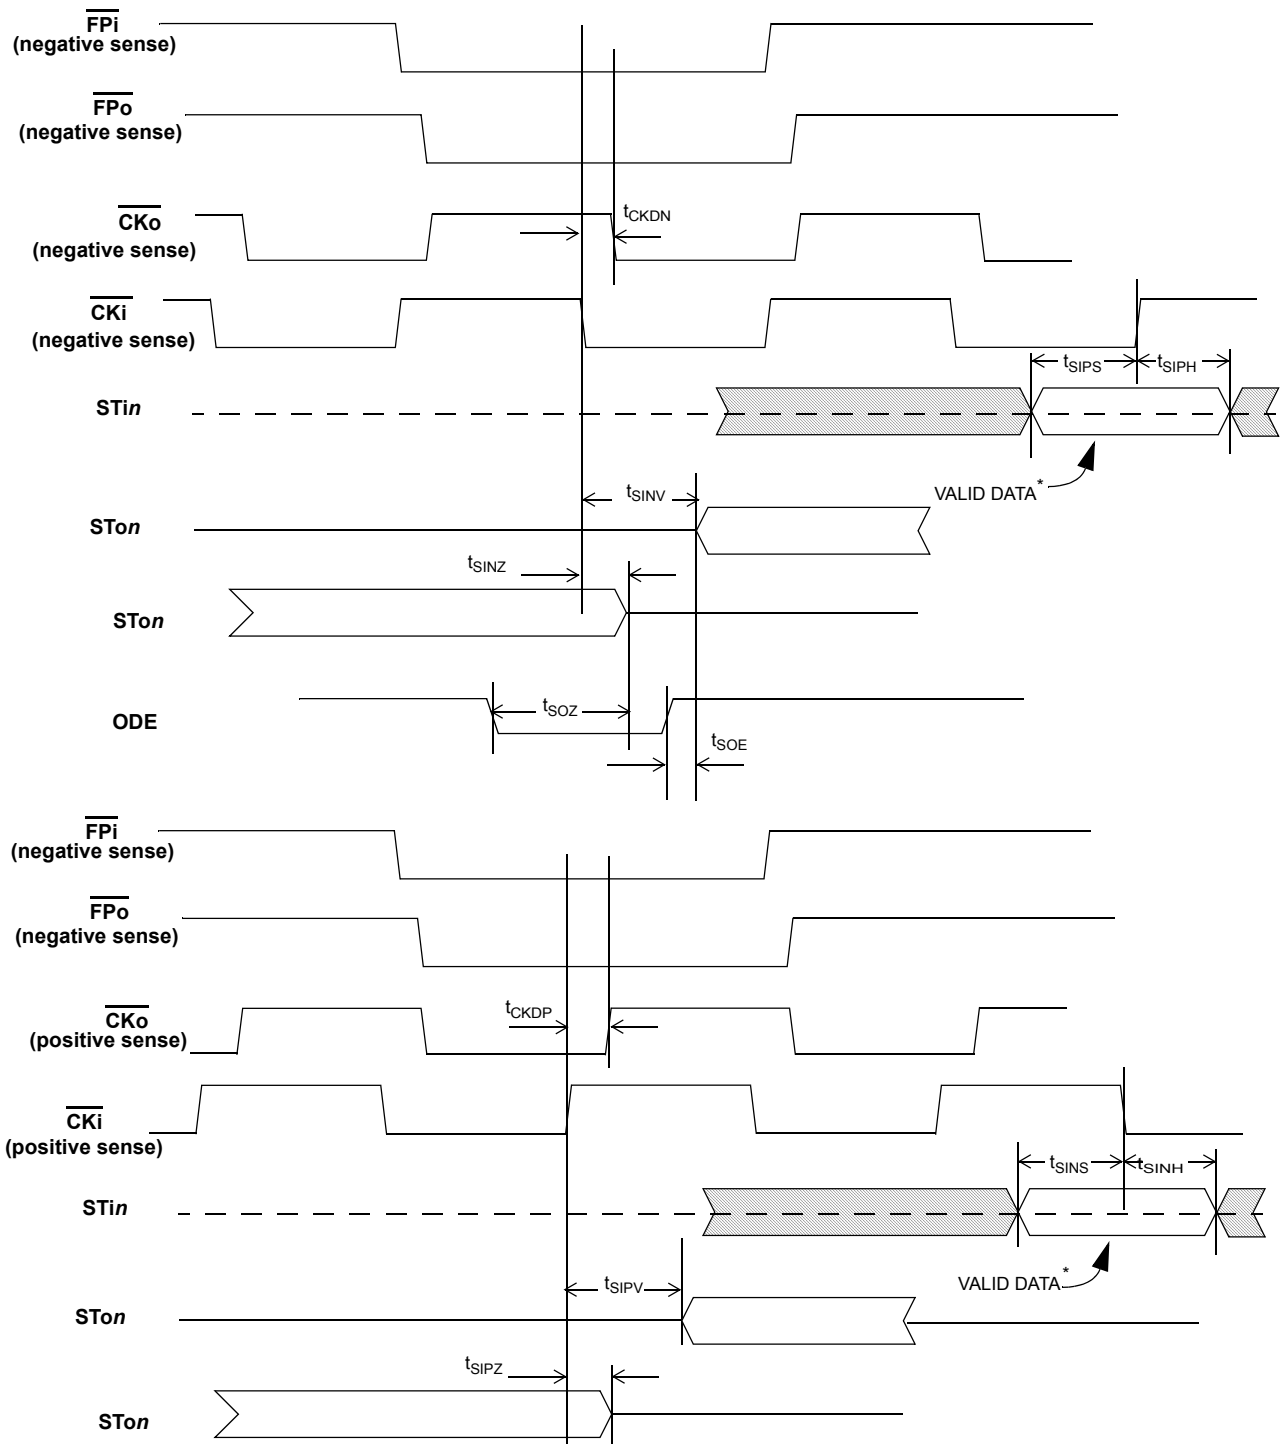 FPi
(negative sense)
FPo
(negative sense)
CKo
(negative sense)
tCKDN
CKi
(negative sense)
tSIPS
tSIPH
STin
VALID DATA*
tSINV
STon
tSINZ
STon
tSOZ
ODE
tSOE
FPi
(negative sense)
FPo
(negative sense)
tCKDP
CKo
(positive sense)
CKi
(positive sense)
tSINS
tSINH
STin
VALID DATA*
tSIPV
STon
tSIPZ
STon